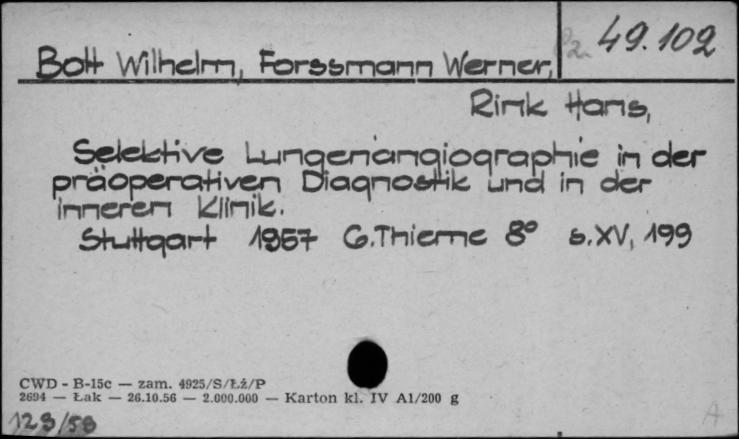 49.102
Bolt Wilhelm, Forssmann Werner,
Rink Hans,
Selektive Lungenangiographie in der
präoperativen Diagnostik und in der
inneren Klinik.
Stuttgart 1957 G.Thieme 8° s.XV, 199
CWD - B-15c — zam. 4925/S/Łż/P
2694 — Łak — 26.10.56 — 2.000.000 — Karton kl. IV A1/200 g
123/58
A